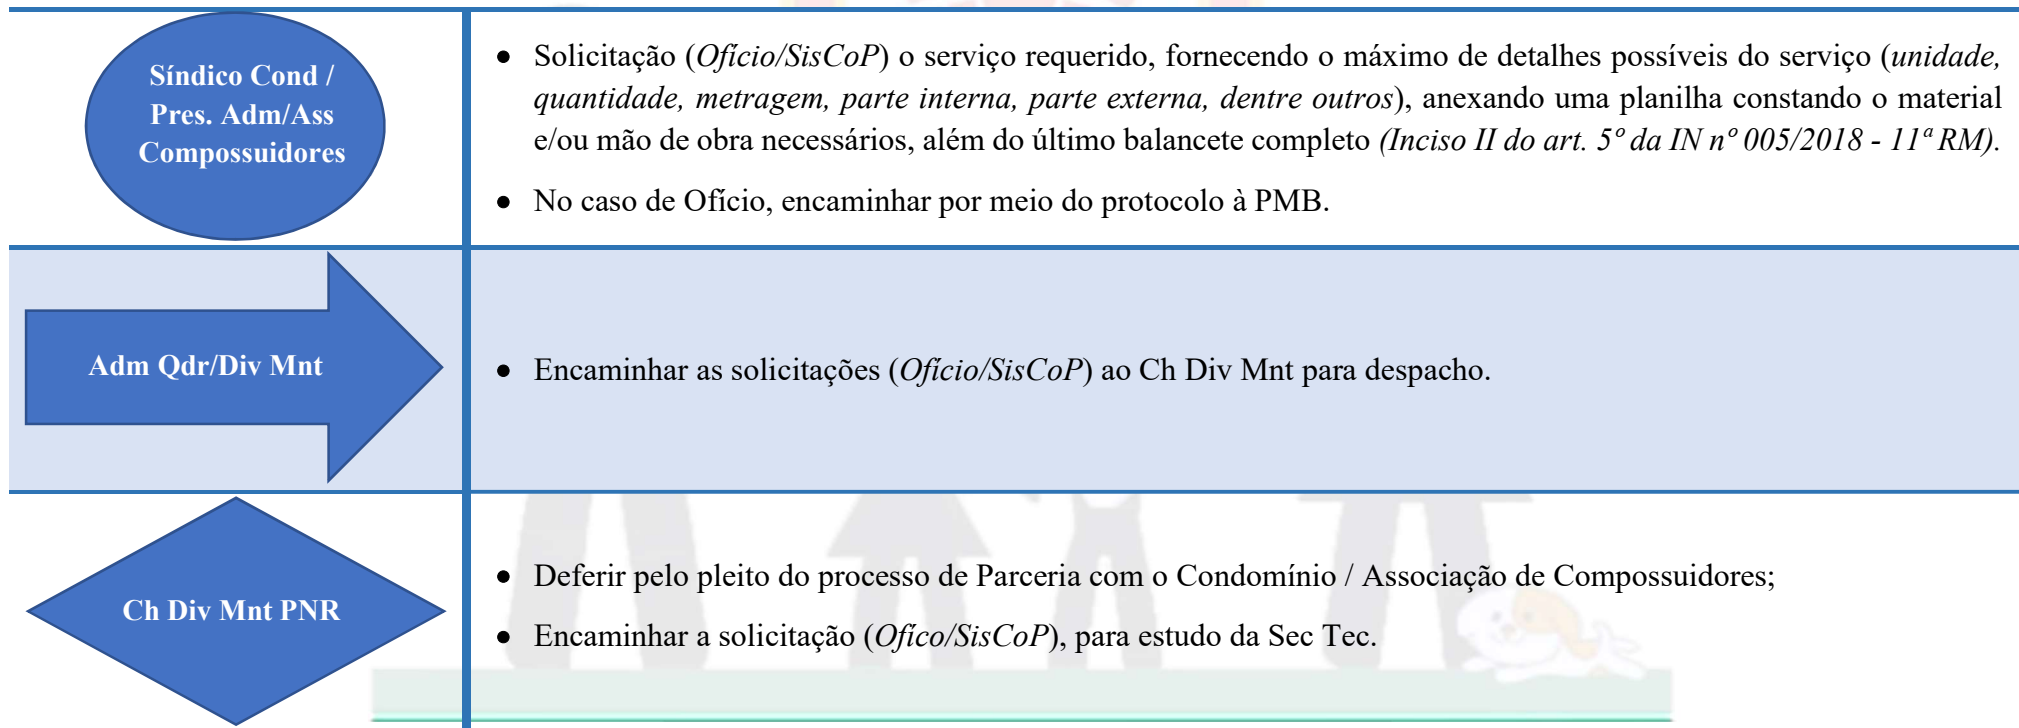 Síndico Cond /
Pres. Adm/Ass
Compossuidores
• Solicitação (Ofício/SisCoP) o serviço requerido, fornecendo o máximo de detalhes possíveis do serviço (unidade,
quantidade, metragem, parte interna, parte externa, dentre outros), anexando uma planilha constando o material
e/ou mão de obra necessários, além do último balancete completo (Inciso II do art. 5º da IN nº 005/2018 - 11ª RM).
• No caso de Ofício, encaminhar por meio do protocolo à PMB.
Adm Qdr/Div Mnt
• Encaminhar as solicitações (Ofício/SisCoP) ao Ch Div Mnt para despacho.
Ch Div Mnt PNR
• Deferir pelo pleito do processo de Parceria com o Condomínio / Associação de Compossuidores;
• Encaminhar a solicitação (Ofíco/SisCoP), para estudo da Sec Tec.